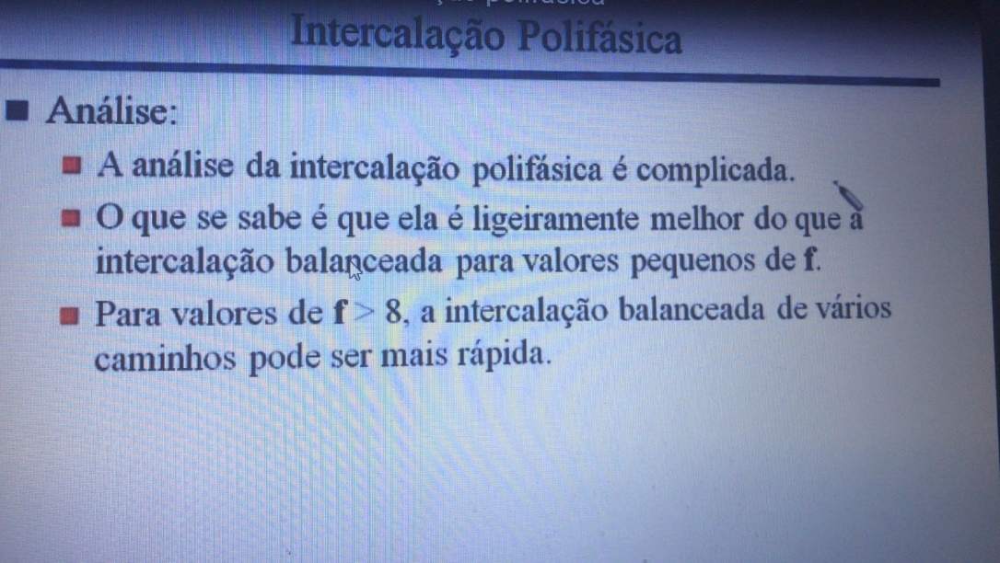 Intercalação Polifásica
Análise:
A análise da intercalação polifásica é complicada.
O que se sabe é que ela é ligeiramente melhor do que a
intercalação balanceada para valores pequenos de f.
Para valores de f > 8, a intercalação balanceada de vários
caminhos pode ser mais rápida.